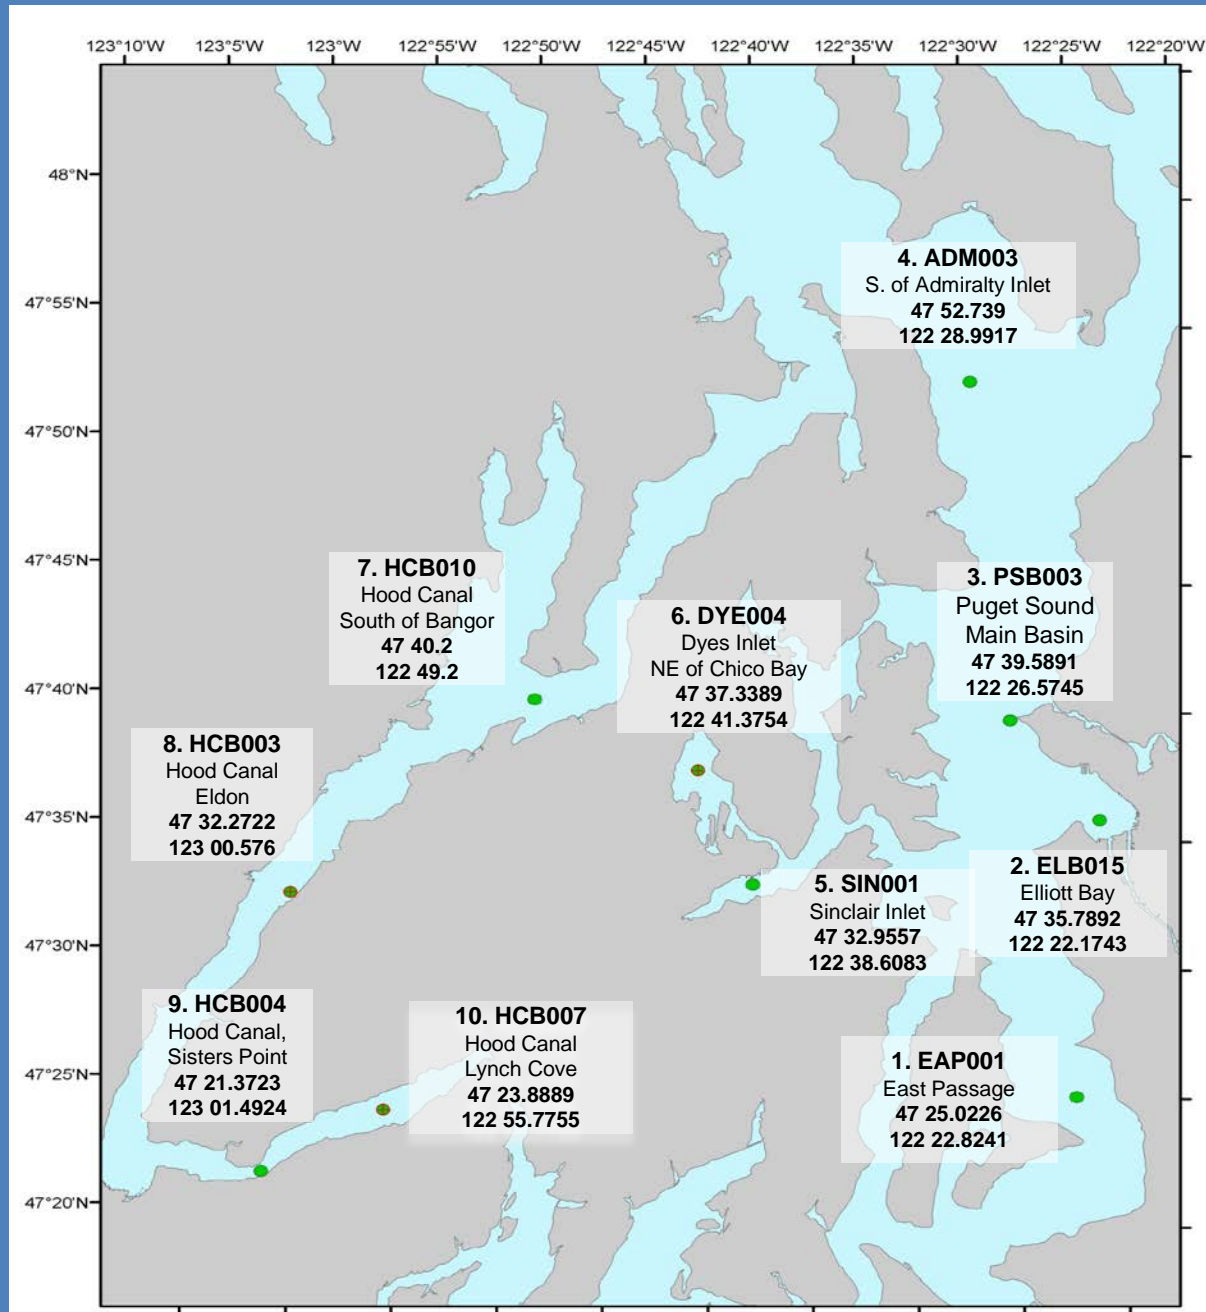 123°10'W 123°5'W 123°0'W 122°55'W 122°50'W 122°45'W 122°40'W 122°35'W 122°30'W 122°25'W 122°20'W
48°N
47°55'N
47°50'N
47°45'N
47°40'N
47°35'N
47°30'N
47°25'N
47°20'N
4. ADM003
S. of Admiralty Inlet
47 52.739
122 28.9917
7. HCB010
Hood Canal
South of Bangor
47 40.2
122 49.2
3. PSB003
Puget Sound
Main Basin
47 39.5891
122 26.5745
6. DYE004
Dyes Inlet
NE of Chico Bay
47 37.3389
122 41.3754
8. HCB003
Hood Canal
Eldon
47 32.2722
123 00.576
2. ELB015
Elliott Bay
47 35.7892
122 22.1743
5. SIN001
Sinclair Inlet
47 32.9557
122 38.6083
9. HCB004
Hood Canal,
Sisters Point
47 21.3723
123 01.4924
10. HCB007
Hood Canal
Lynch Cove
47 23.8889
122 55.7755
1. EAP001
East Passage
47 25.0226
122 22.8241